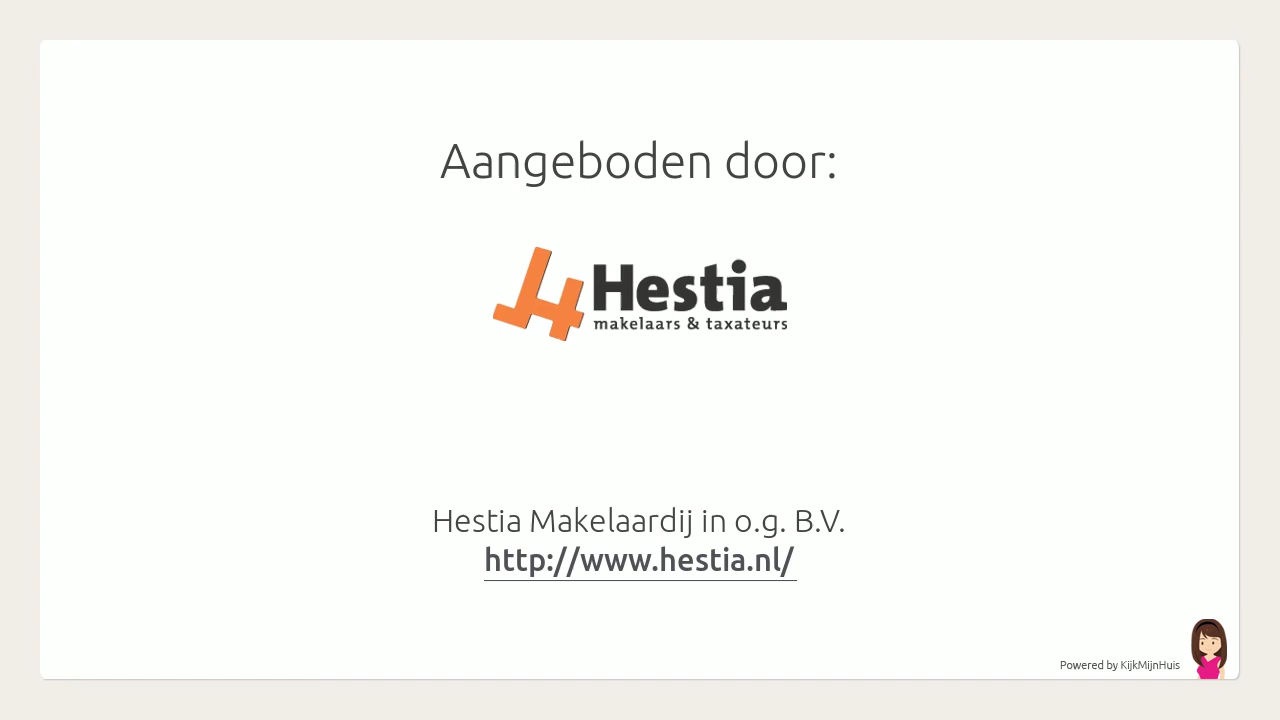 Aangeboden door:
Hestia
makelaars & taxateurs
Hestia Makelaardij in o.g. B.V.
http://www.hestia.nl/
Powered by KijkMijnHuis